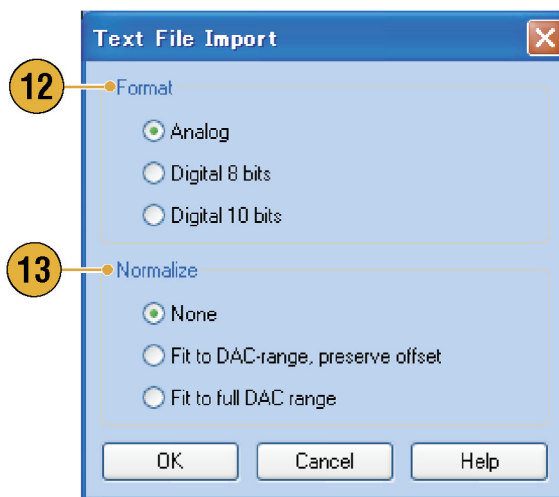 Text File Import
12
Format
Analog
Digital 8 bits
Digital 10 bits
13
Normalize
None
Fit to DAC-range, preserve offset
Fit to full DAC range
OK Cancel Help